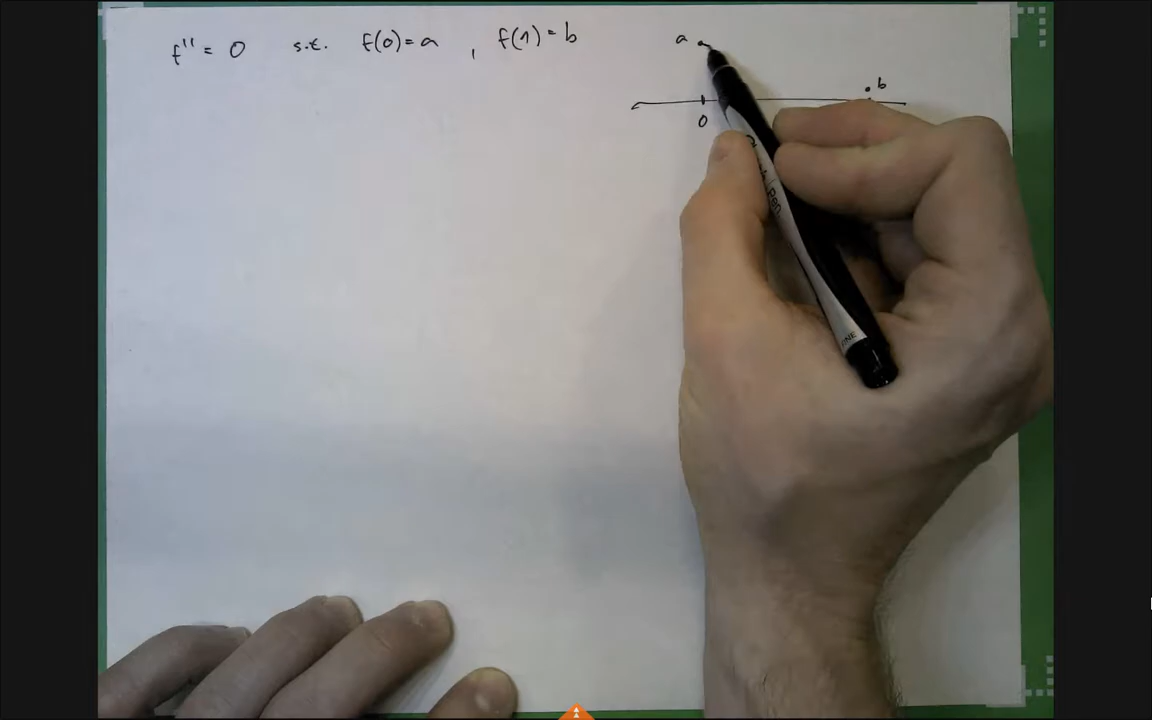 f'' = 0 s.t. f(0)=a , f(1)=b
a
b
0